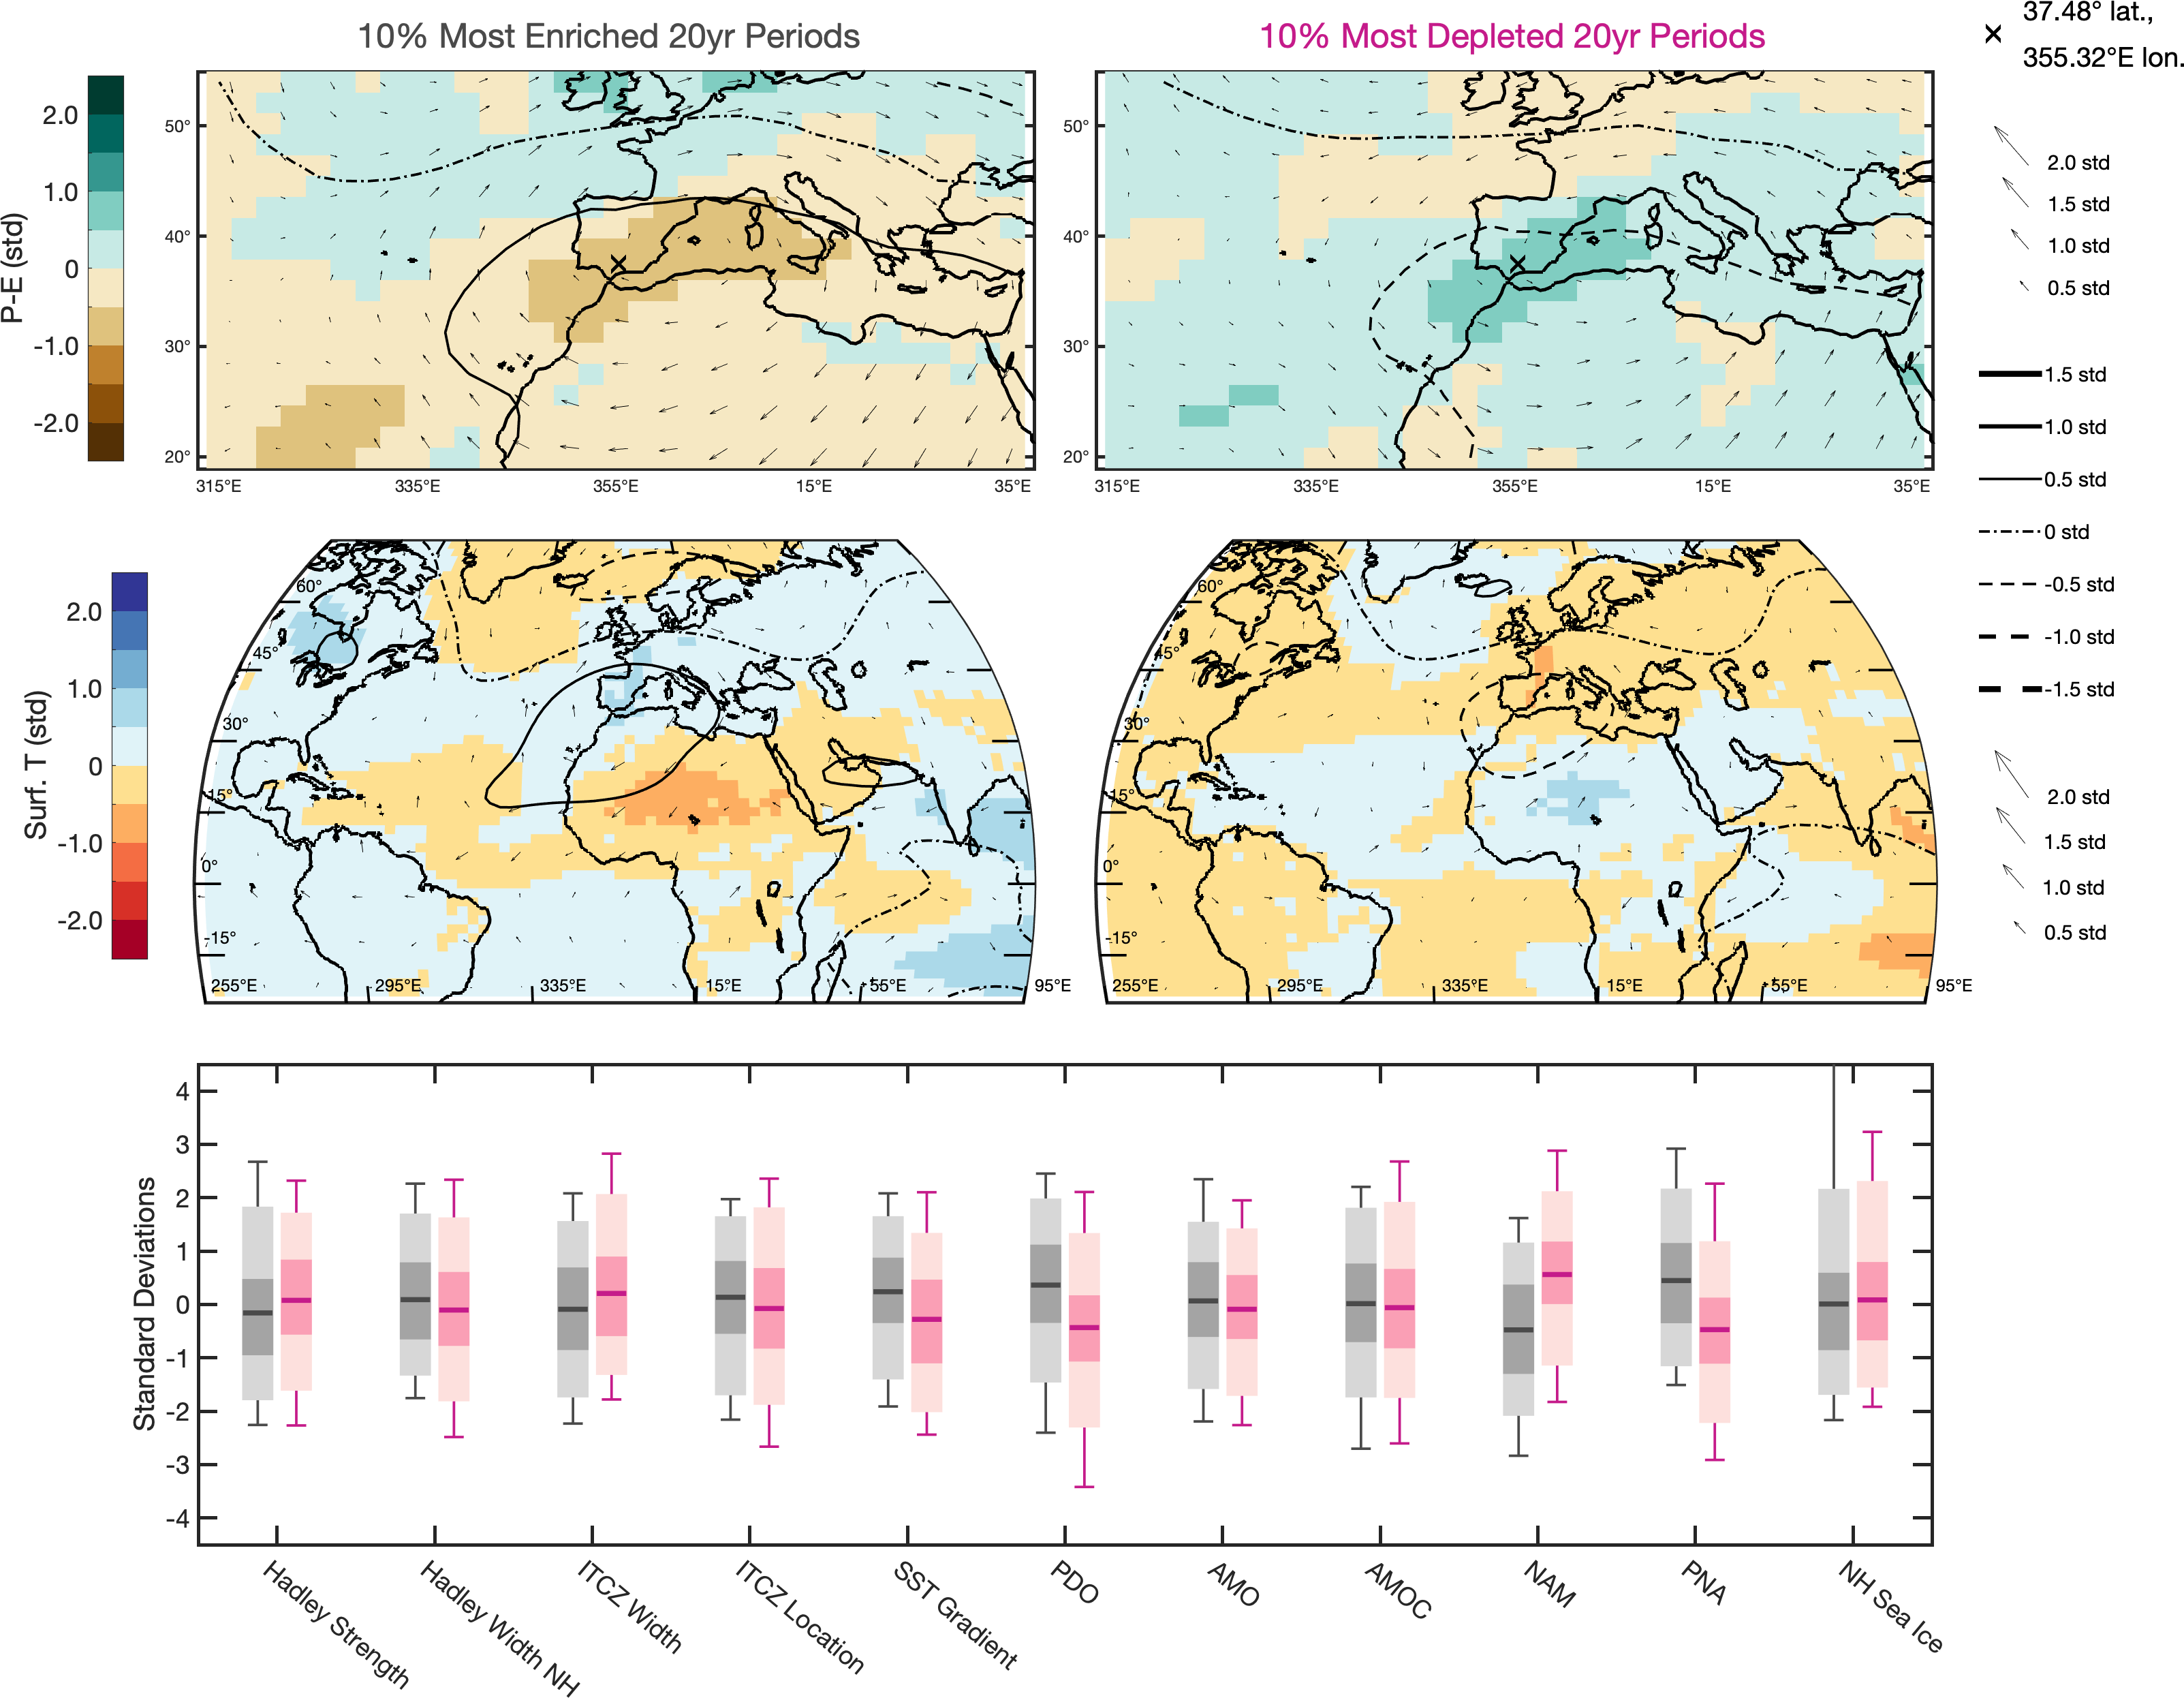 10% Most Enriched 20yr Periods
10% Most Depleted 20yr Periods
37.48° lat.,
355.32°E lon.
P-E (std)
2.0
1.0
0
-1.0
-2.0
50°
40°
30°
20°
315°E
335°E
355°E
15°E
35°E
50°
40°
30°
20°
315°E
335°E
355°E
15°E
35°E
2.0 std
1.5 std
1.0 std
0.5 std
1.5 std
1.0 std
0.5 std
0 std
-0.5 std
-1.0 std
-1.5 std
Surf. T (std)
2.0
1.0
0
-1.0
-2.0
60°
45°
30°
15°
0°
-15°
255°E
295°E
335°E
15°E
55°E
95°E
60°
45°
30°
15°
0°
-15°
255°E
295°E
335°E
15°E
55°E
95°E
2.0 std
1.5 std
1.0 std
0.5 std
Standard Deviations
4
3
2
1
0
-1
-2
-3
-4
Hadley Strength
Hadley Width NH
ITCZ Width
ITCZ Location
SST Gradient
PDO
AMO
AMOC
NAM
PNA
NH Sea Ice